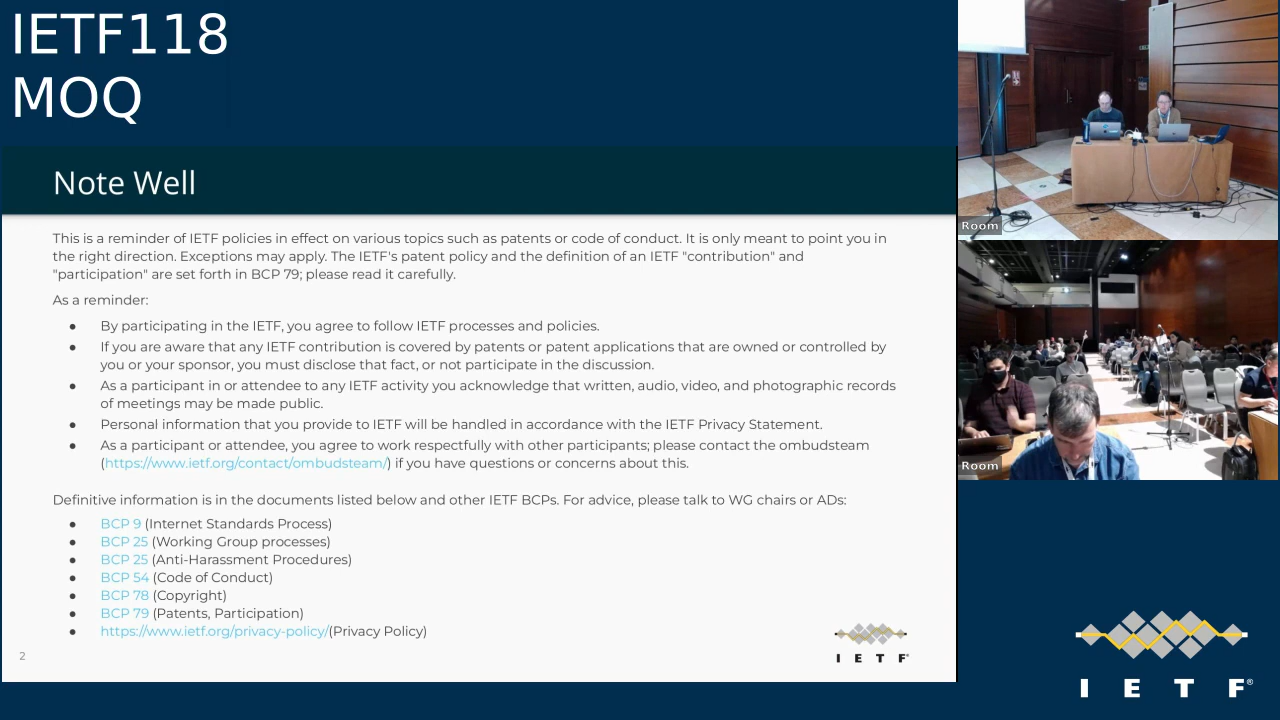 IETF118
MOQ
Note Well
This is a reminder of IETF policies in effect on various topics such as patents or code of conduct. It is only meant to point you in
the right direction. Exceptions may apply. The IETF's patent policy and the definition of an IETF "contribution" and
"participation" are set forth in BCP 79; please read it carefully.
As a reminder:
● By participating in the IETF, you agree to follow IETF processes and policies.
● If you are aware that any IETF contribution is covered by patents or patent applications that are owned or controlled by
you or your sponsor, you must disclose that fact, or not participate in the discussion.
● As a participant in or attendee to any IETF activity you acknowledge that written, audio, video, and photographic records
of meetings may be made public.
● Personal information that you provide to IETF will be handled in accordance with the IETF Privacy Statement.
● As a participant or attendee, you agree to work respectfully with other participants; please contact the ombudsteam
(https://www.ietf.org/contact/ombudsteam/) if you have questions or concerns about this.
Definitive information is in the documents listed below and other IETF BCPs. For advice, please talk to WG chairs or ADs:
● BCP 9 (Internet Standards Process)
● BCP 25 (Working Group processes)
● BCP 25 (Anti-Harassment Procedures)
● BCP 54 (Code of Conduct)
● BCP 78 (Copyright)
● BCP 79 (Patents, Participation)
● https://www.ietf.org/privacy-policy/(Privacy Policy)
2
I E T F®
Room
Room
I E T F®